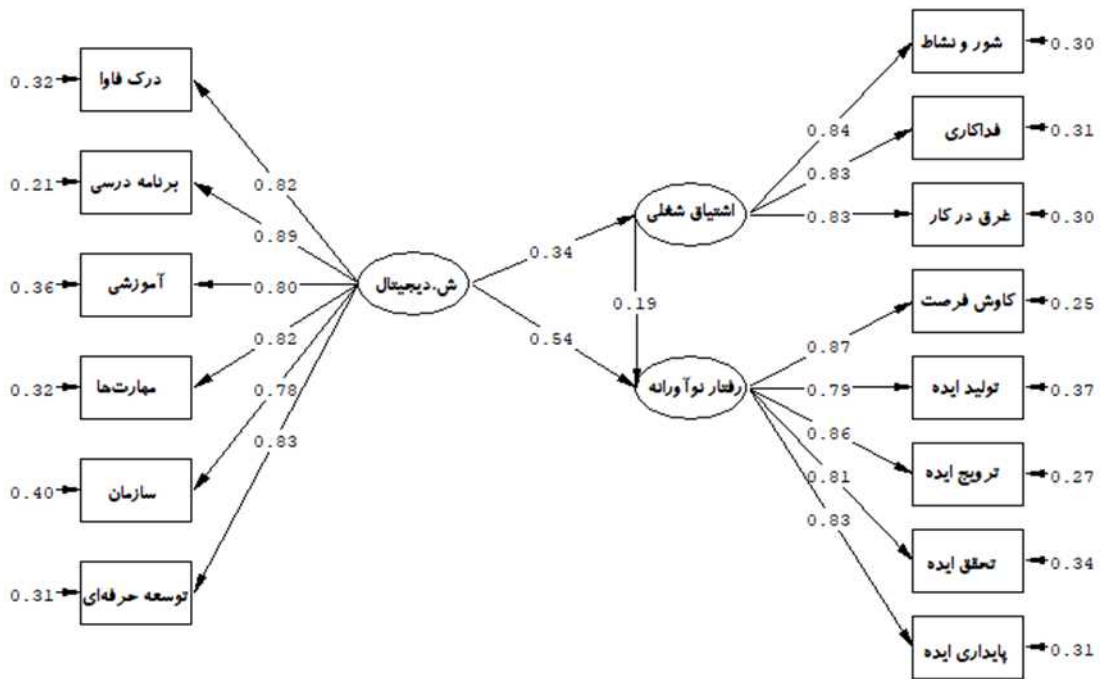 شور و نشاط
0.30
درک فاوا
0.32
فداکاری
0.31
0.84
برنامه درسی
0.21
0.82
0.83
اشتیاق شغلی
0.83
غرق در کار
0.30
0.89
0.34
آموزشی
0.36
0.80
ش.دیجیتال
0.19
کاوش فرصت
0.25
0.82
0.54
0.87
مهارت‌ها
0.32
0.78
رفتار نوآورانه
0.79
تولید ایده
0.37
0.83
0.86
ترویج ایده
0.27
سازمان
0.40
0.81
0.83
تحقق ایده
0.34
توسعه حرفه‌ای
0.31
پایداری ایده
0.31